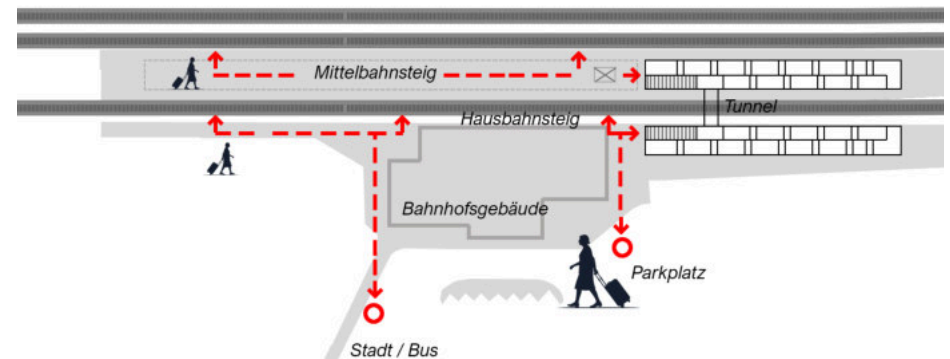 Mittelbahnsteig
Tunnel
Hausbahnsteig
Bahnhofsgebäude
Parkplatz
Stadt / Bus